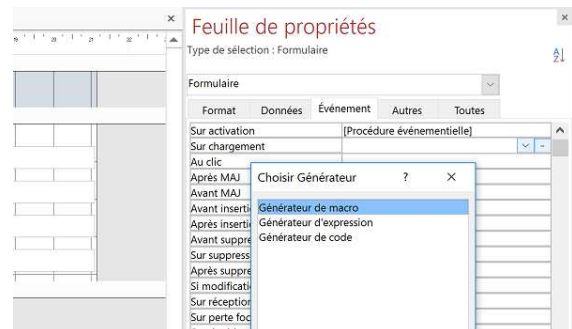 Feuille de propriétés
Type de sélection : Formulaire
Formulaire
Format Données Événement Autres Toutes
Sur activation [Procédure événementielle]
Sur chargement
Au clic
Après MAJ
Avant MAJ
Avant inserti
Après inserti
Avant suppre
Sur suppress
Après suppre
Si modificati
Sur réception
Sur perte foc
Choisir Générateur ? ×
Générateur de macro
Générateur d'expression
Générateur de code